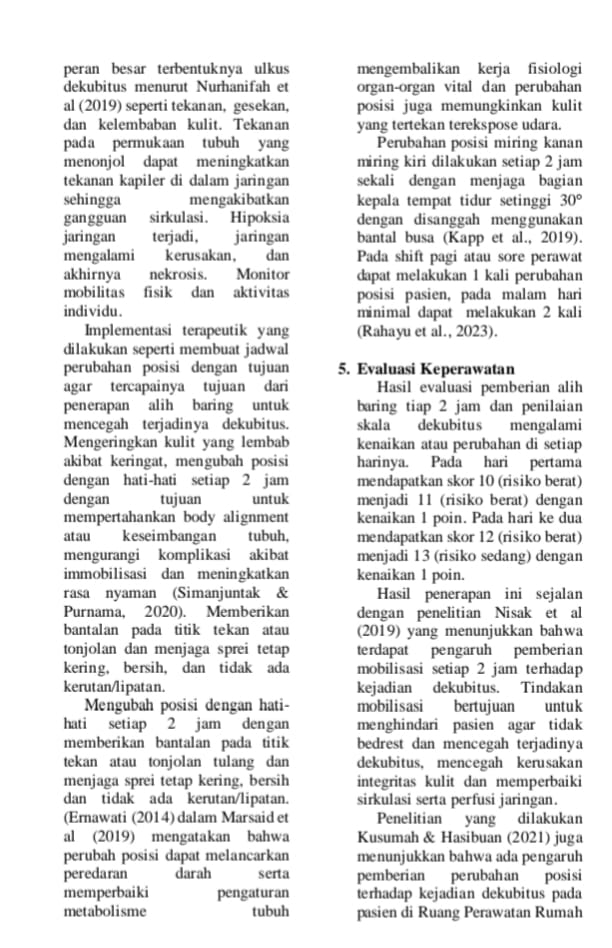 peran besar terbentuknya ulkus
dekubitus menurut Nurhanifah et
al (2019) seperti tekanan, gesekan,
dan kelembaban kulit. Tekanan
pada permukaan tubuh yang
menonjol dapat meningkatkan
tekanan kapiler di dalam jaringan
sehingga mengakibatkan
gangguan sirkulasi. Hipoksia
jaringan terjadi, jaringan
mengalami kerusakan, dan
akhirnya nekrosis. Monitor
mobilitas fisik dan aktivitas
individu.
Implementasi terapeutik yang
dilakukan seperti membuat jadwal
perubahan posisi dengan tujuan
agar tercapainya tujuan dari
penerapan alih baring untuk
mencegah terjadinya dekubitus.
Mengeringkan kulit yang lembab
akibat keringat, mengubah posisi
dengan hati-hati setiap 2 jam
dengan tujuan untuk
mempertahankan body alignment
atau keseimbangan tubuh,
mengurangi komplikasi akibat
immobilisasi dan meningkatkan
rasa nyaman (Simanjuntak &
Purnama, 2020). Memberikan
bantalan pada titik tekan atau
tonjolan dan menjaga sprei tetap
kering, bersih, dan tidak ada
kerutan/lipatan.
Mengubah posisi dengan hati-
hati setiap 2 jam dengan
memberikan bantalan pada titik
tekan atau tonjolan tulang dan
menjaga sprei tetap kering, bersih
dan tidak ada kerutan/lipatan.
(Ernawati (2014) dalam Marsaid et
al (2019) mengatakan bahwa
perubah posisi dapat melancarkan
peredaran darah serta
memperbaiki pengaturan
metabolisme tubuh
mengembalikan kerja fisiologi
organ-organ vital dan perubahan
posisi juga memungkinkan kulit
yang tertekan terekspose udara.
Perubahan posisi miring kanan
miring kiri dilakukan setiap 2 jam
sekali dengan menjaga bagian
kepala tempat tidur setinggi 30°
dengan disanggah menggunakan
bantal busa (Kapp et al., 2019).
Pada shift pagi atau sore perawat
dapat melakukan 1 kali perubahan
posisi pasien, pada malam hari
minimal dapat melakukan 2 kali
(Rahayu et al., 2023).
5. Evaluasi Keperawatan
Hasil evaluasi pemberian alih
baring tiap 2 jam dan penilaian
skala dekubitus mengalami
kenaikan atau perubahan di setiap
harinya. Pada hari pertama
mendapatkan skor 10 (risiko berat)
menjadi 11 (risiko berat) dengan
kenaikan 1 poin. Pada hari ke dua
mendapatkan skor 12 (risiko berat)
menjadi 13 (risiko sedang) dengan
kenaikan 1 poin.
Hasil penerapan ini sejalan
dengan penelitian Nisak et al
(2019) yang menunjukkan bahwa
terdapat pengaruh pemberian
mobilisasi setiap 2 jam terhadap
kejadian dekubitus. Tindakan
mobilisasi bertujuan untuk
menghindari pasien agar tidak
bedrest dan mencegah terjadinya
dekubitus, mencegah kerusakan
integritas kulit dan memperbaiki
sirkulasi serta perfusi jaringan.
Penelitian yang dilakukan
Kusumah & Hasibuan (2021) juga
menunjukkan bahwa ada pengaruh
pemberian perubahan posisi
terhadap kejadian dekubitus pada
pasien di Ruang Perawatan Rumah